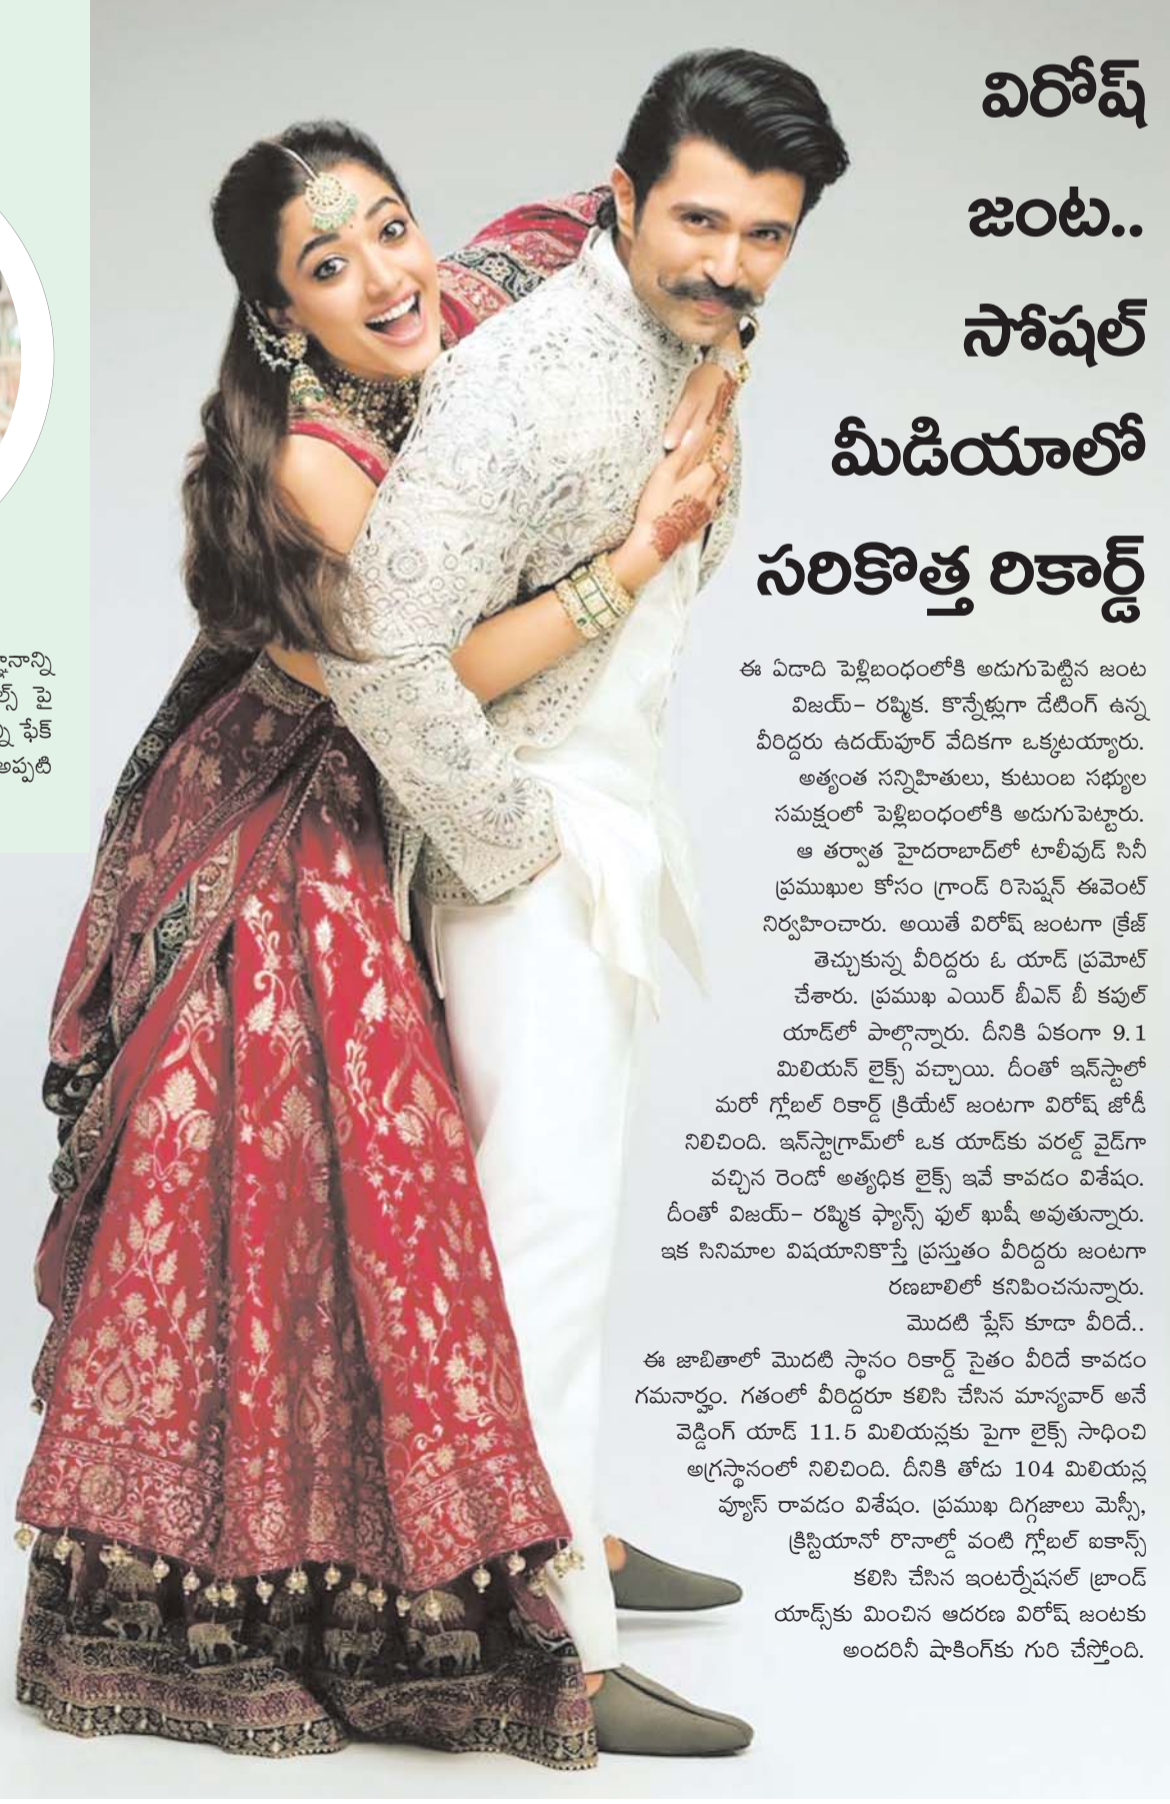 విరోష్
జంట..
సోషల్
మీడియాలో
సరికొత్త రికార్డ్
ఈ ఏడాది పెళ్లిబంధంలోకి అడుగుపెట్టిన జంట
విజయ్- రష్మిక. కొన్నేళ్లుగా డేటింగ్ ఉన్న
వీరిద్దరు ఉదయ్‌పూర్ వేదికగా ఒక్కటయ్యారు.
అత్యంత సన్నిహితులు, కుటుంబ సభ్యుల
సమక్షంలో పెళ్లిబంధంలోకి అడుగుపెట్టారు.
ఆ తర్వాత హైదరాబాద్‌లో టాలీవుడ్ సినీ
ప్రముఖుల కోసం గ్రాండ్ రిసెప్షన్ ఈవెంట్
నిర్వహించారు. అయితే విరోష్ జంటగా క్రేజ్
తెచ్చుకున్న వీరిద్దరు ఓ యాడ్ ప్రమోట్
చేశారు. ప్రముఖ ఎయిర్ బీఎన్ బీ కపుల్
యాడ్‌లో పాల్గొన్నారు. దీనికి ఏకంగా 9.1
మిలియన్ లైక్స్ వచ్చాయి. దీంతో ఇన్‌స్టాలో
మరో గ్లోబల్ రికార్డ్ క్రియేట్ జంటగా విరోష్ జోడీ
నిలిచింది. ఇన్‌స్టాగ్రామ్‌లో ఒక యాడ్‌కు వరల్డ్ వైడ్‌గా
వచ్చిన రెండో అత్యధిక లైక్స్ ఇవే కావడం విశేషం.
దీంతో విజయ్- రష్మిక ఫ్యాన్స్ ఫుల్ ఖుషీ అవుతున్నారు.
ఇక సినిమాల విషయానికొస్తే ప్రస్తుతం వీరిద్దరు జంటగా
రణబాలిలో కనిపించనున్నారు.
మొదటి ప్లేస్ కూడా వీరిదే..
ఈ జాబితాలో మొదటి స్థానం రికార్డ్ సైతం వీరిదే కావడం
గమనార్హం. గతంలో వీరిద్దరూ కలిసి చేసిన మాన్యవార్ అనే
వెడ్డింగ్ యాడ్ 11.5 మిలియన్లకు పైగా లైక్స్ సాధించి
అగ్రస్థానంలో నిలిచింది. దీనికి తోడు 104 మిలియన్ల
వ్యూస్ రావడం విశేషం. ప్రముఖ దిగ్గజాలు మెస్సీ,
క్రిస్టియానో రొనాల్డో వంటి గ్లోబల్ ఐకాన్స్
కలిసి చేసిన ఇంటర్నేషనల్ బ్రాండ్
యాడ్స్‌కు మించిన ఆదరణ విరోష్ జంటకు
అందరినీ షాకింగ్‌కు గురి చేస్తోంది.
పై
ఫేక్
అప్పటి